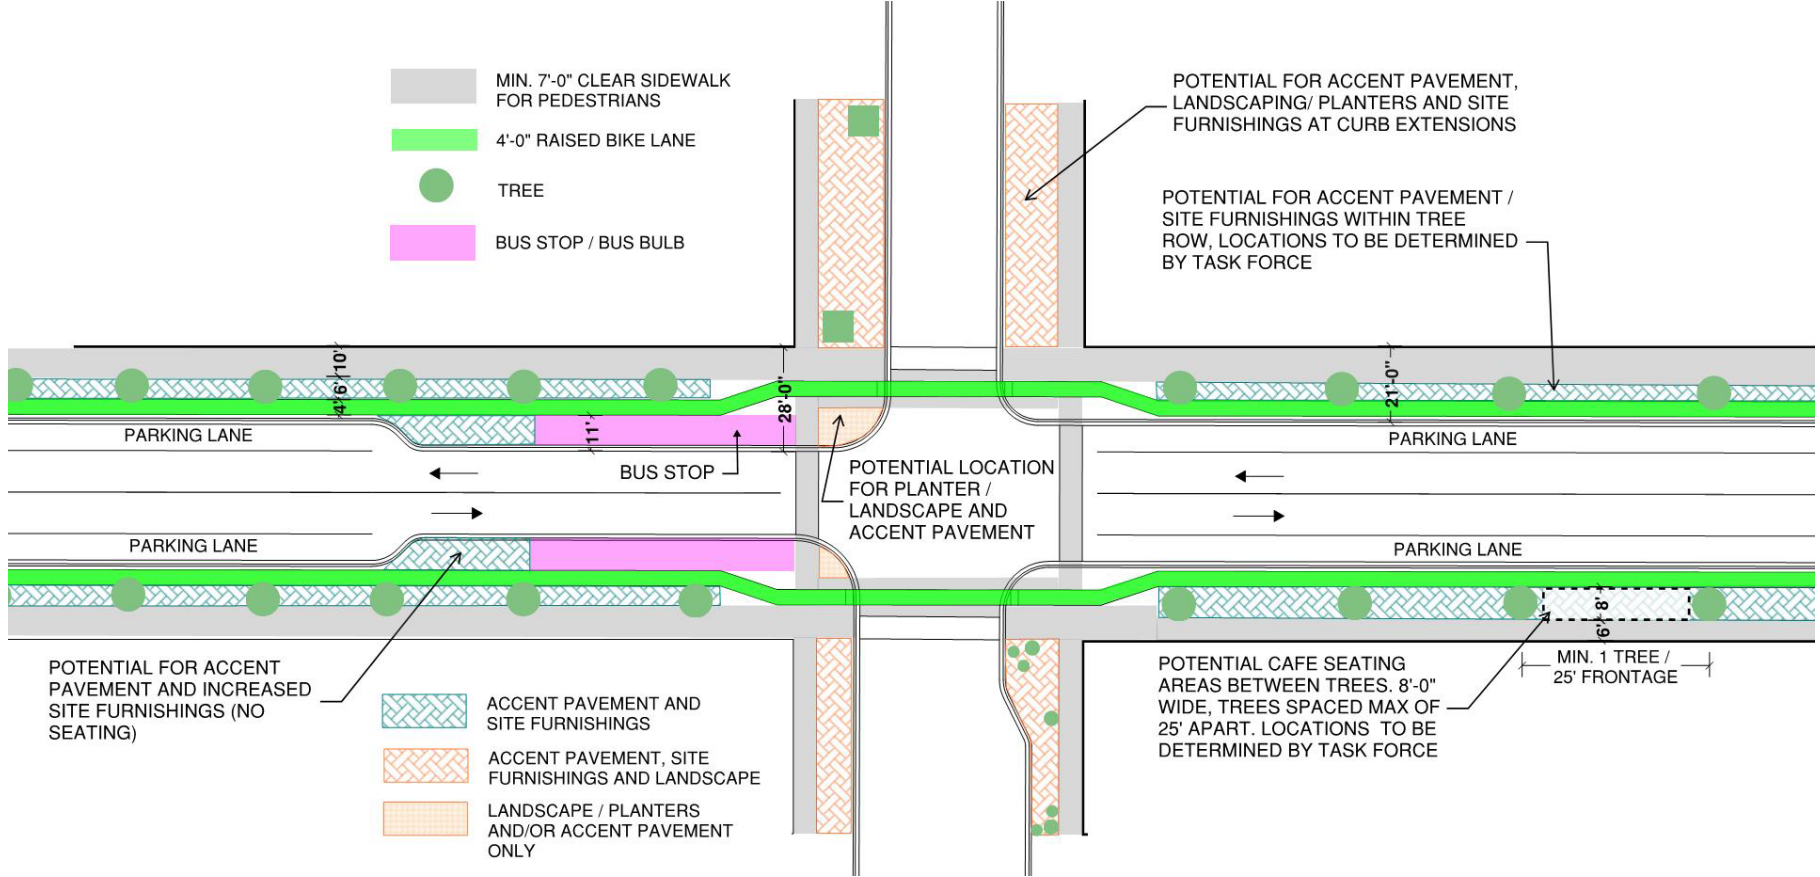 MIN. 7'-0" CLEAR SIDEWALK
FOR PEDESTRIANS
4'-0" RAISED BIKE LANE
TREE
BUS STOP / BUS BULB
POTENTIAL FOR ACCENT PAVEMENT,
LANDSCAPING/ PLANTERS AND SITE
FURNISHINGS AT CURB EXTENSIONS
POTENTIAL FOR ACCENT PAVEMENT /
SITE FURNISHINGS WITHIN TREE
ROW, LOCATIONS TO BE DETERMINED
BY TASK FORCE
10'
6'
4'
28'-0"
21'-0"
11'
PARKING LANE
PARKING LANE
BUS STOP
POTENTIAL LOCATION
FOR PLANTER /
LANDSCAPE AND
ACCENT PAVEMENT
PARKING LANE
PARKING LANE
8'
6'
MIN. 1 TREE /
25' FRONTAGE
POTENTIAL FOR ACCENT
PAVEMENT AND INCREASED
SITE FURNISHINGS (NO
SEATING)
POTENTIAL CAFE SEATING
AREAS BETWEEN TREES. 8'-0"
WIDE, TREES SPACED MAX OF
25' APART. LOCATIONS TO BE
DETERMINED BY TASK FORCE
ACCENT PAVEMENT AND
SITE FURNISHINGS
ACCENT PAVEMENT, SITE
FURNISHINGS AND LANDSCAPE
LANDSCAPE / PLANTERS
AND/OR ACCENT PAVEMENT
ONLY